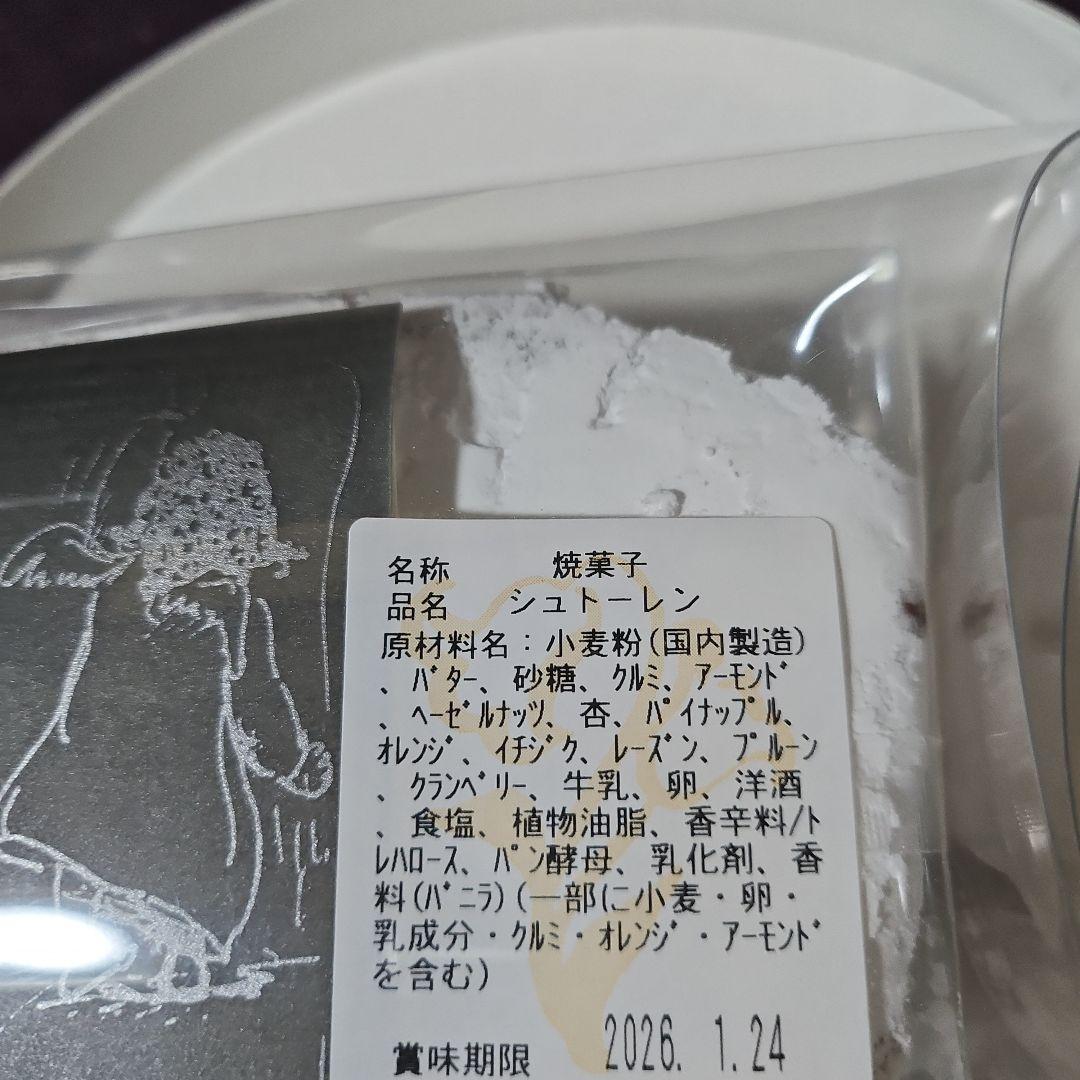 名称 焼菓子
品名 シュトーレン
原材料名：小麦粉(国内製造)
、ﾊﾞﾀｰ、砂糖、ｸﾙﾐ、ｱｰﾓﾝﾄﾞ
、ﾍｰｾﾞﾙﾅｯﾂ、杏、ﾊﾟｲﾅｯﾌﾟﾙ、
ｵﾚﾝｼﾞ、ｲﾁｼﾞｸ、ﾚｰｽﾞﾝ、ﾌﾟﾙｰﾝ
、ｸﾗﾝﾍﾞﾘｰ、牛乳、卵、洋酒
、食塩、植物油脂、香辛料/ﾄ
ﾚﾊﾛｰｽ、ﾊﾟﾝ酵母、乳化剤、香
料(ﾊﾞﾆﾗ)(一部に小麦・卵・
乳成分・ｸﾙﾐ・ｵﾚﾝｼﾞ・ｱｰﾓﾝﾄﾞ
を含む)
賞味期限 2026. 1.24